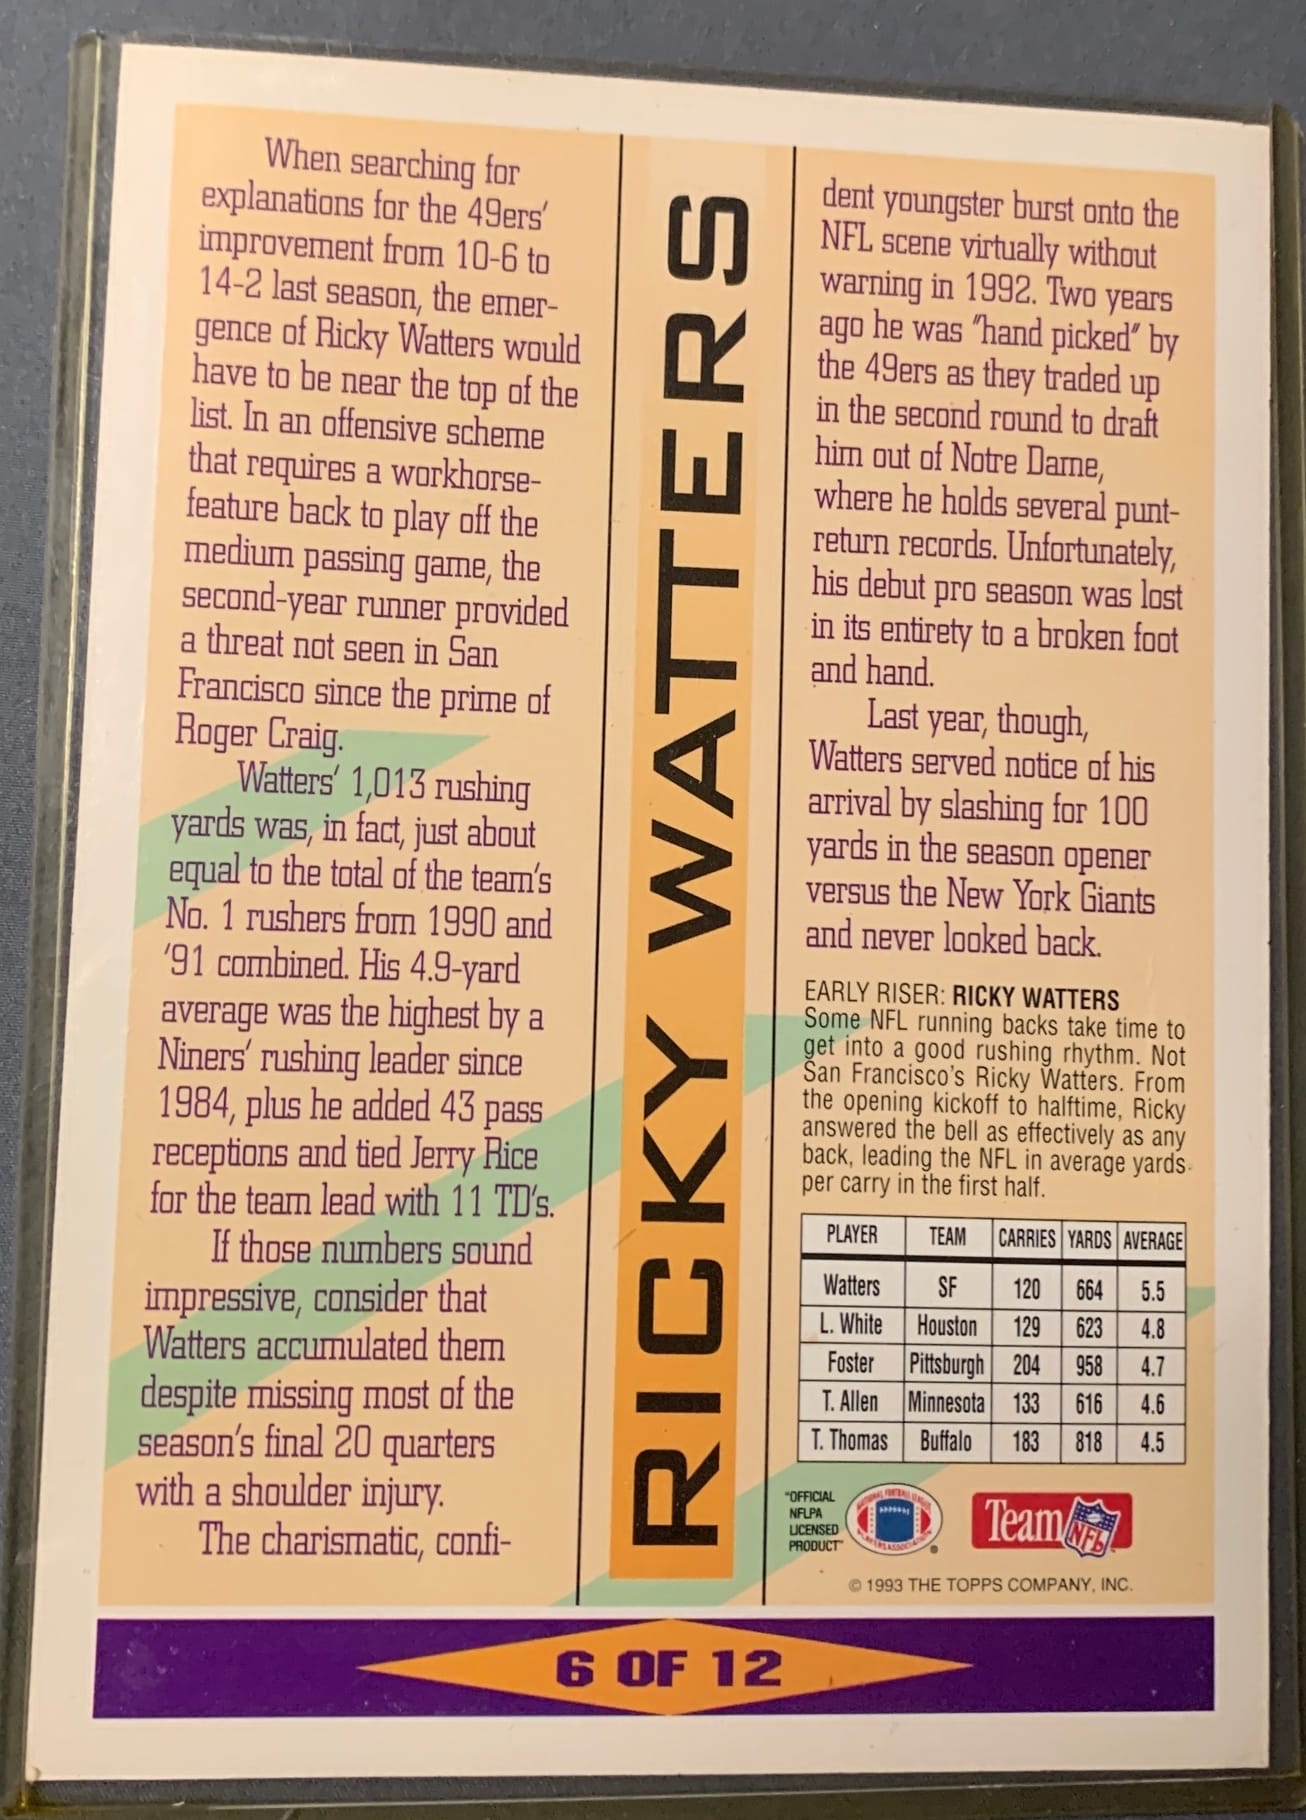 When searching for
explanations for the 49ers'
improvement from 10-6 to
14-2 last season, the emer-
gence of Ricky Watters would
have to be near the top of the
list. In an offensive scheme
that requires a workhorse-
feature back to play off the
medium passing game, the
second-year runner provided
a threat not seen in San
Francisco since the prime of
Roger Craig.
Watters' 1,013 rushing
yards was, in fact, just about
equal to the total of the team's
No. 1 rushers from 1990 and
'91 combined. His 4.9-yard
average was the highest by a
Niners' rushing leader since
1984, plus he added 43 pass
receptions and tied Jerry Rice
for the team lead with 11 TD's.
If those numbers sound
impressive, consider that
Watters accumulated them
despite missing most of the
season's final 20 quarters
with a shoulder injury.
The charismatic, confi-
RICKY WATTERS
dent youngster burst onto the
NFL scene virtually without
warning in 1992. Two years
ago he was "hand picked" by
the 49ers as they traded up
in the second round to draft
him out of Notre Dame,
where he holds several punt-
return records. Unfortunately,
his debut pro season was lost
in its entirety to a broken foot
and hand.
Last year, though,
Watters served notice of his
arrival by slashing for 100
yards in the season opener
versus the New York Giants
and never looked back.
EARLY RISER: RICKY WATTERS
Some NFL running backs take time to
get into a good rushing rhythm. Not
San Francisco's Ricky Watters. From
the opening kickoff to halftime, Ricky
answered the bell as effectively as any
back, leading the NFL in average yards
per carry in the first half.
PLAYER TEAM CARRIES YARDS AVERAGE
Watters SF 120 664 5.5
L. White Houston 129 623 4.8
Foster Pittsburgh 204 958 4.7
T. Allen Minnesota 133 616 4.6
T. Thomas Buffalo 183 818 4.5
"OFFICIAL
NFLPA
LICENSED
PRODUCT"
NATIONAL FOOTBALL LEAGUE
PLAYERS ASSOCIATION
Team NFL
© 1993 THE TOPPS COMPANY, INC.
6 OF 12